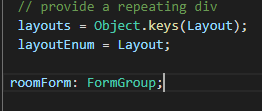 // provide a repeating div
layouts = Object.keys(Layout);
layoutEnum = Layout;
roomForm: FormGroup;